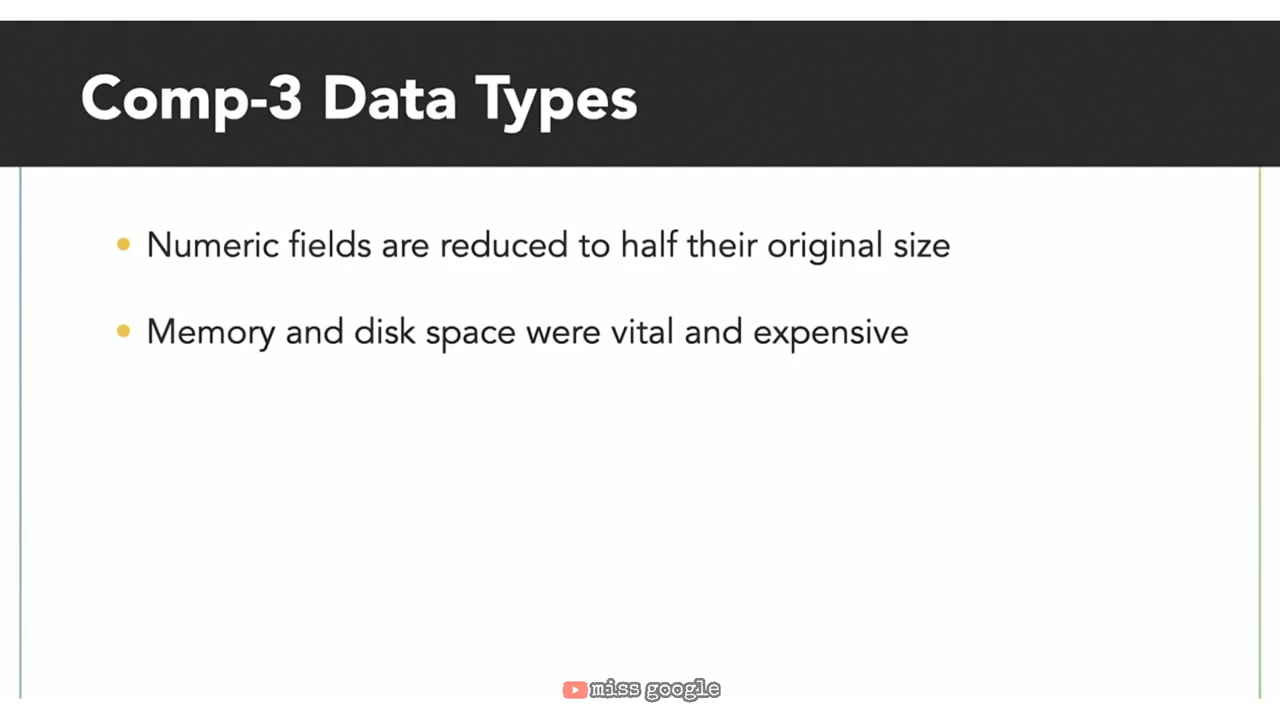 Comp-3 Data Types
• Numeric fields are reduced to half their original size
• Memory and disk space were vital and expensive
miss google